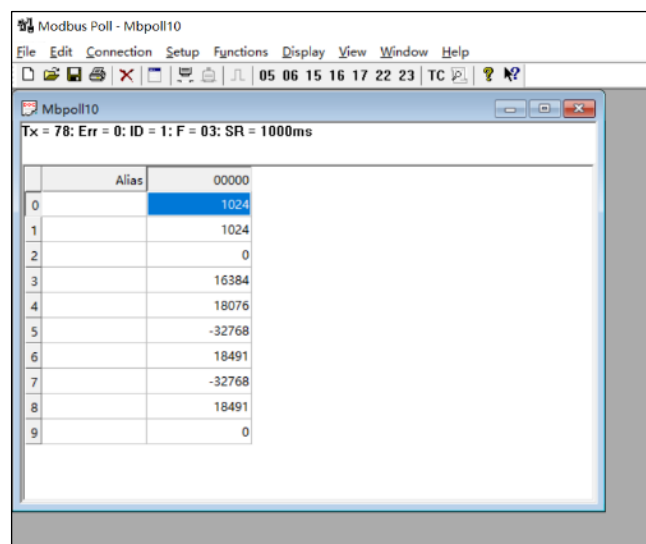 Modbus Poll - Mbpoll10
File Edit Connection Setup Functions Display View Window Help
05 06 15 16 17 22 23 TC
Mbpoll10
Tx = 78: Err = 0: ID = 1: F = 03: SR = 1000ms
Alias 00000
0 1024
1 1024
2 0
3 16384
4 18076
5 -32768
6 18491
7 -32768
8 18491
9 0